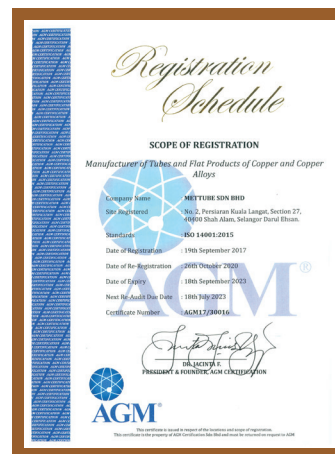 Registration
Schedule
SCOPE OF REGISTRATION
Manufacturer of Tubes and Flat Products of Copper and Copper
Alloys
Company Name : METTUBE SDN BHD
Site Registered : No. 2, Persiaran Kuala Langat, Section 27,
40400 Shah Alam, Selangor Darul Ehsan.
Standards : ISO 14001:2015
Date of Registration : 19th September 2017
Date of Re-Registration : 26th October 2020
Date of Expiry : 18th September 2023
Next Re-Audit Due Date : 18th July 2023
Certificate Number : AGM17/30016
AGM®
DR. JACINTA P.
PRESIDENT & FOUNDER, AGM CERTIFICATION
AGM®
This certificate is issued in respect of the business and scope of registration.
This certificate is the property of AGM Certification Sdn Bhd and must be returned on request to AGM.